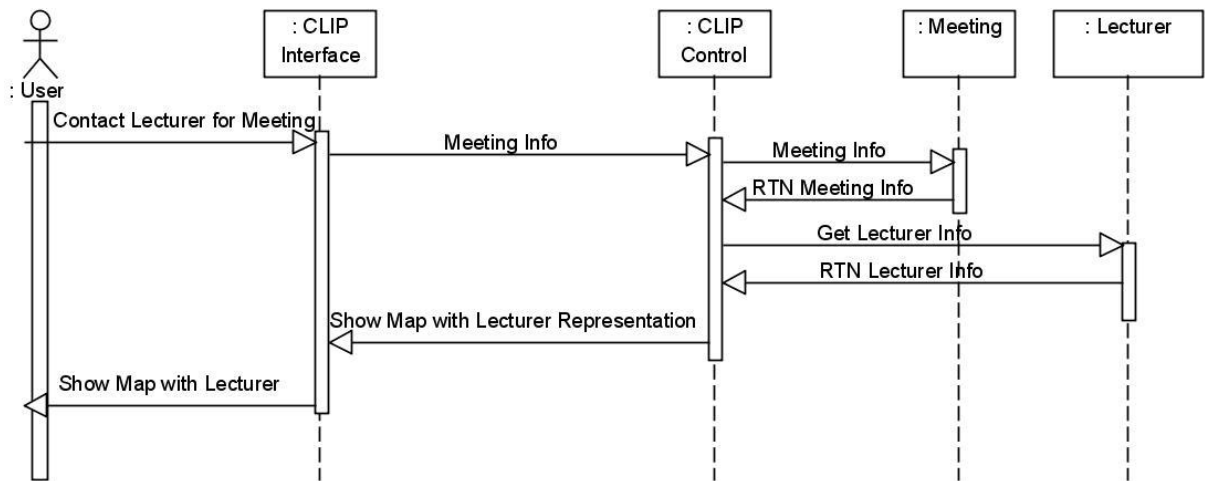 : CLIP
Interface
: CLIP
Control
: Meeting
: Lecturer
: User
Contact Lecturer for Meeting
Meeting Info
Meeting Info
RTN Meeting Info
Get Lecturer Info
RTN Lecturer Info
Show Map with Lecturer Representation
Show Map with Lecturer